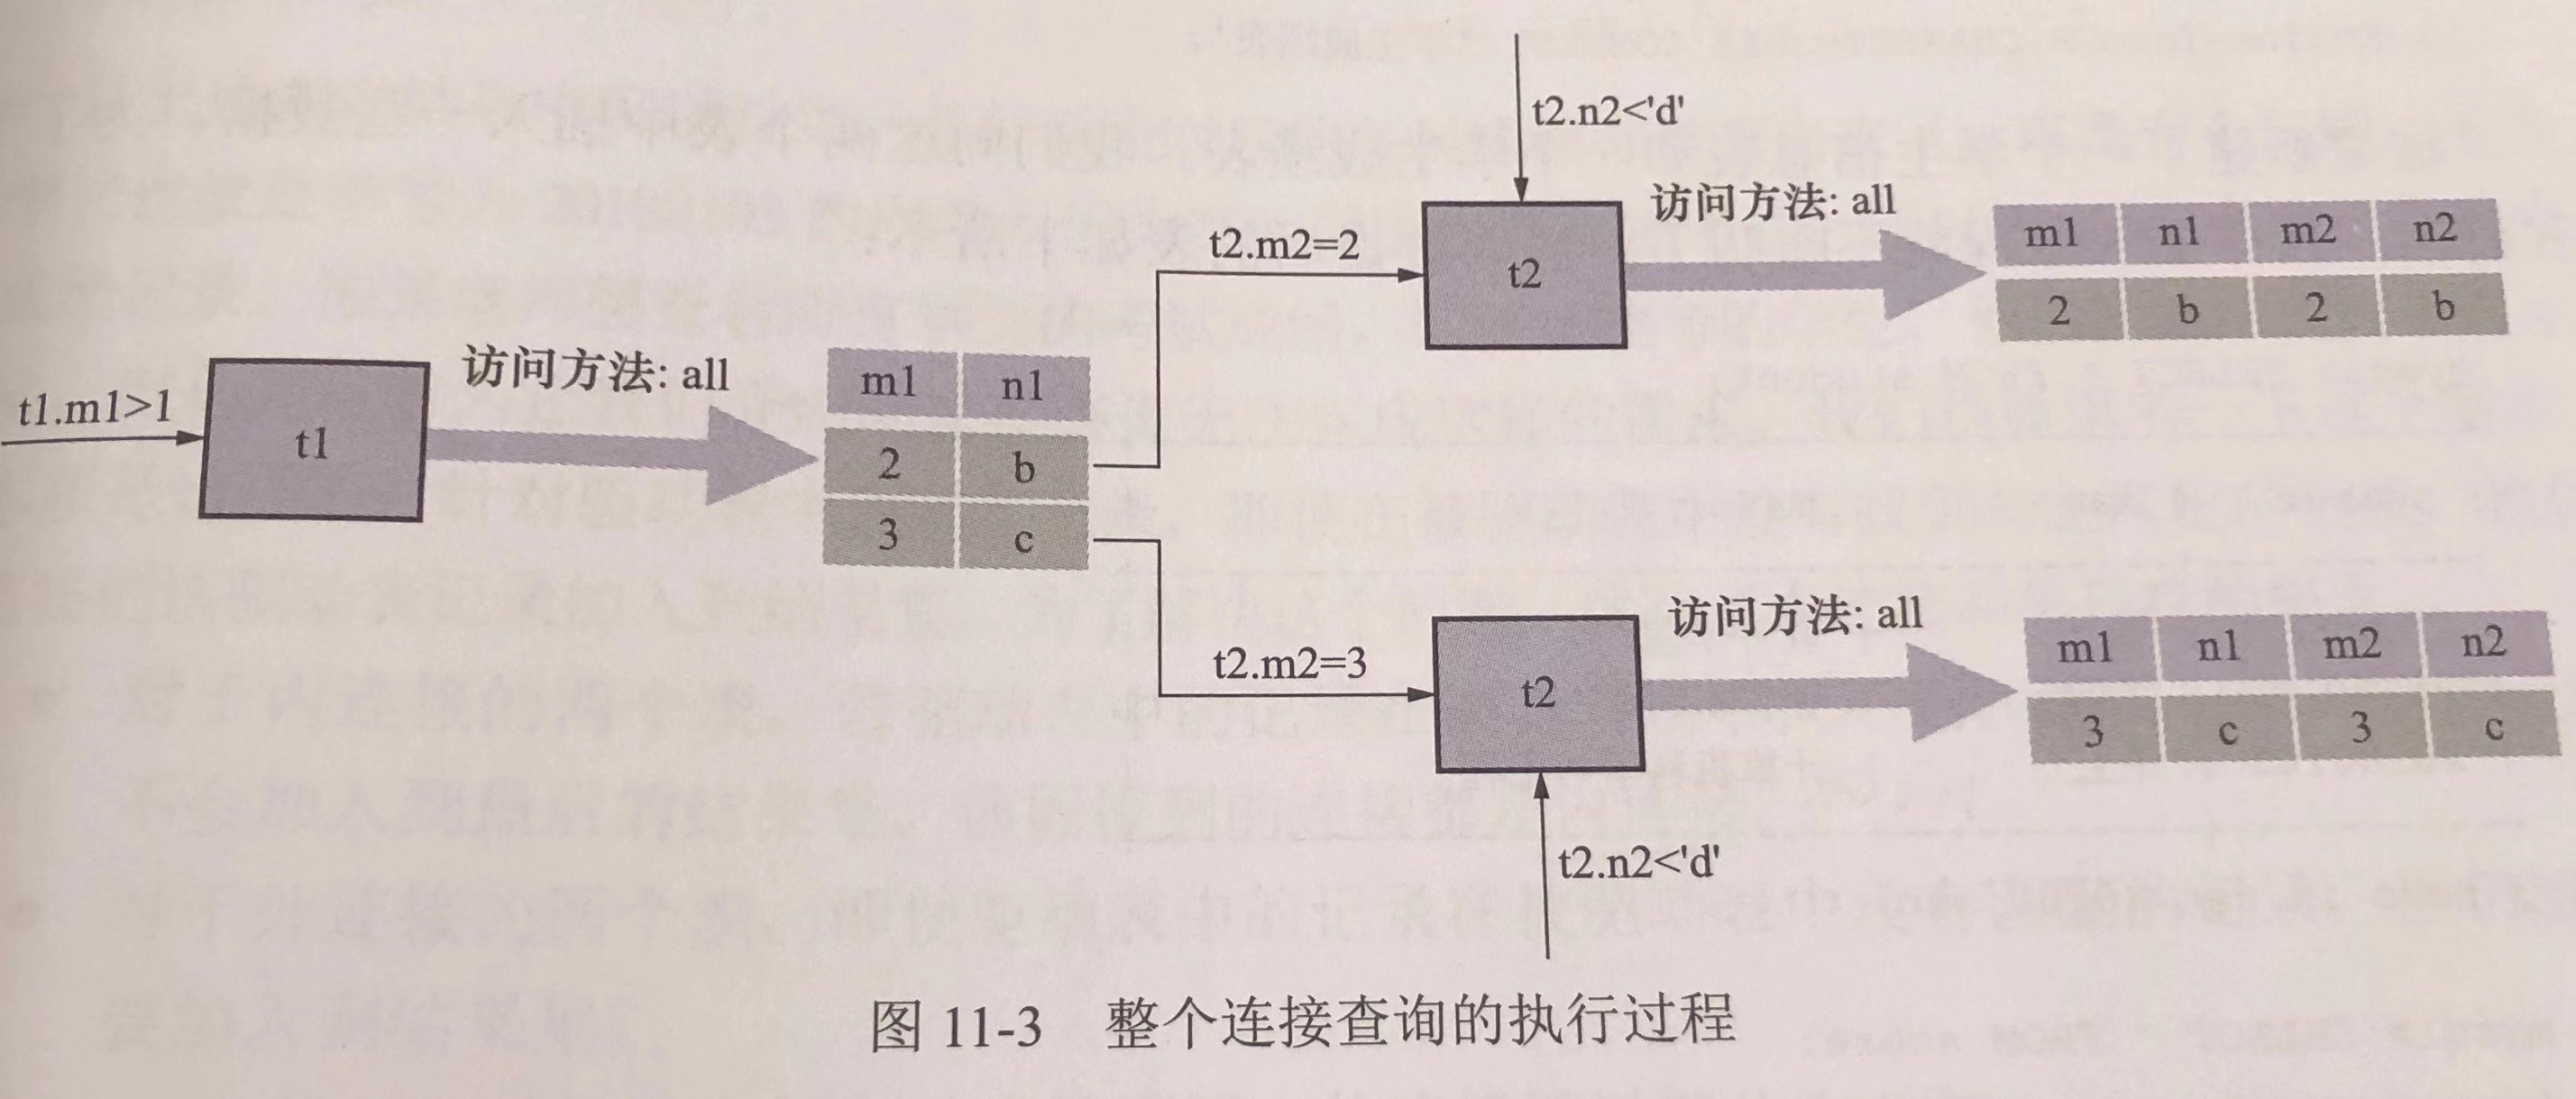 t2.n2<'d'
t2.m2=2
t2
访问方法: all
m1 n1 m2 n2
2 b 2 b
t1.m1>1
t1
访问方法: all
m1 n1
2 b
3 c
t2.m2=3
t2
访问方法: all
m1 n1 m2 n2
3 c 3 c
t2.n2<'d'
图 11-3 整个连接查询的执行过程